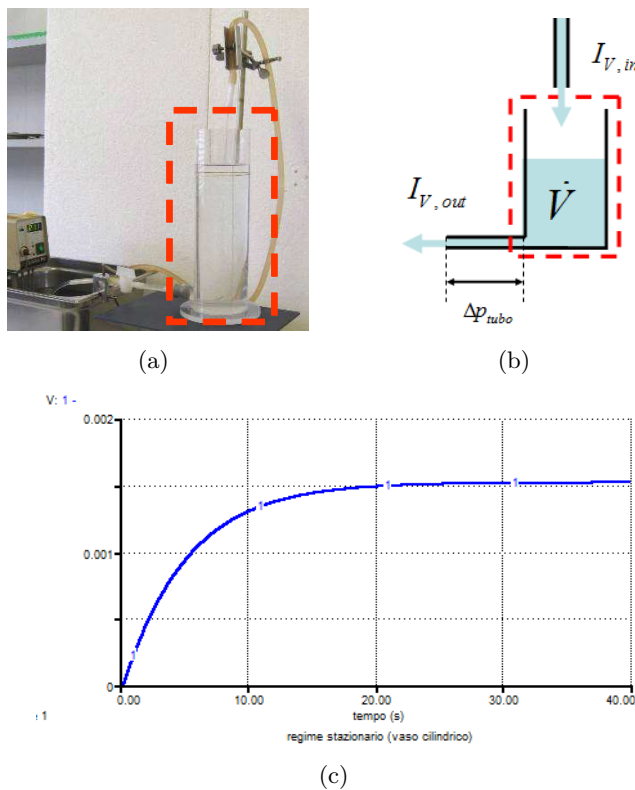 I_{V, in}
I_{V, out}
\dot{V}
Δp_{tubo}
(a)
(b)
V: 1 -
0.002
0.001
0
1
1
1
1
0.00
10.00
20.00
30.00
40.00
tempo (s)
e 1
regime stazionario (vaso cilindrico)
(c)